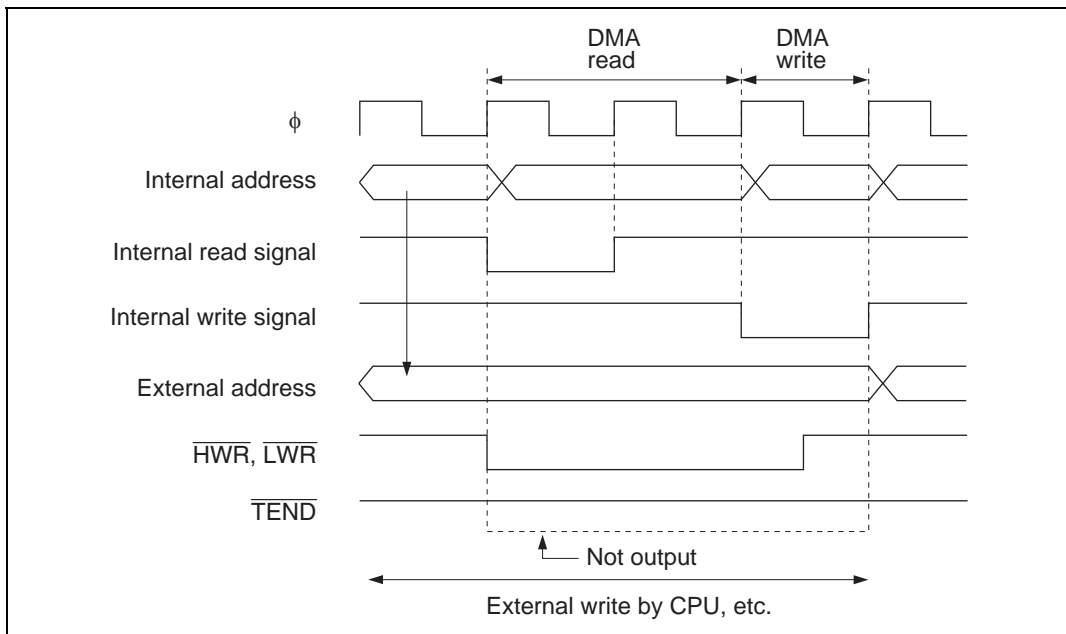 DMA
read
DMA
write
ϕ
Internal address
Internal read signal
Internal write signal
External address
HWR, LWR
TEND
Not output
External write by CPU, etc.